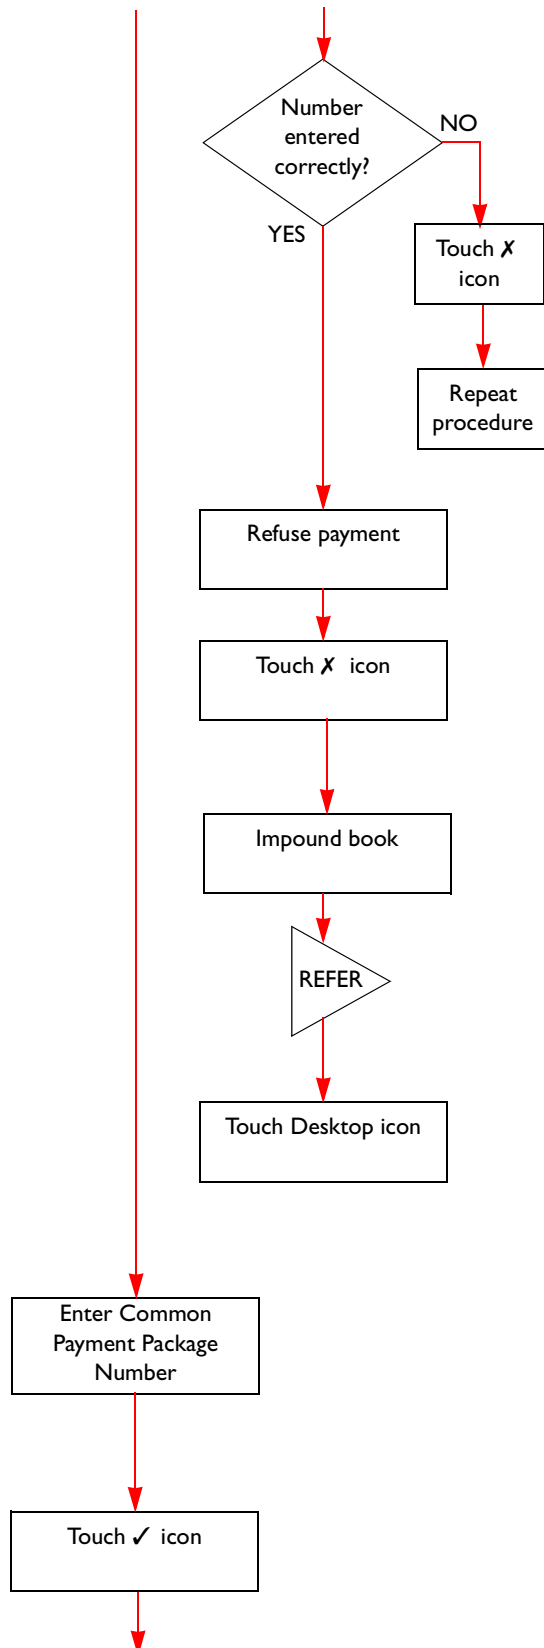 Number
entered
correctly?
NO
YES
Touch ✗
icon
Repeat
procedure
Refuse payment
Touch ✗ icon
Impound book
REFER
Touch Desktop icon
Enter Common
Payment Package
Number
Touch ✓ icon